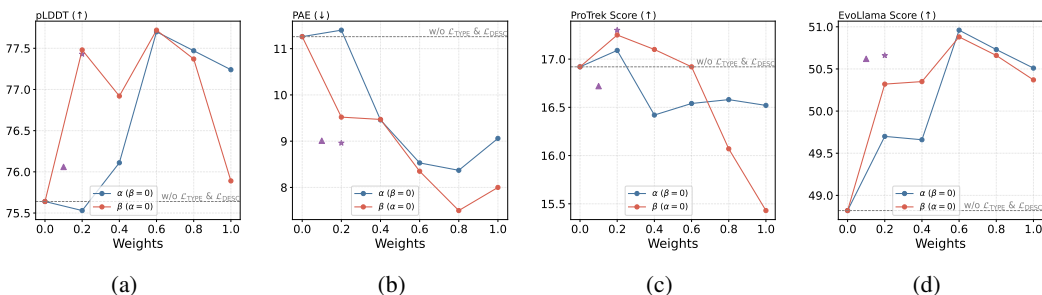 pLDDT (↑)
77.5
77.0
76.5
76.0
75.5
w/o ℒTYPE & ℒDESC
α (β = 0)
β (α = 0)
0.0 0.2 0.4 0.6 0.8 1.0
Weights
(a)
PAE (↓)
11
10
9
8
w/o ℒTYPE & ℒDESC
α (β = 0)
β (α = 0)
0.0 0.2 0.4 0.6 0.8 1.0
Weights
(b)
ProTrek Score (↑)
17.0
16.5
16.0
15.5
w/o ℒTYPE & ℒDESC
α (β = 0)
β (α = 0)
0.0 0.2 0.4 0.6 0.8 1.0
Weights
(c)
EvoLlama Score (↑)
51.0
50.5
50.0
49.5
49.0
w/o ℒTYPE & ℒDESC
α (β = 0)
β (α = 0)
0.0 0.2 0.4 0.6 0.8 1.0
Weights
(d)